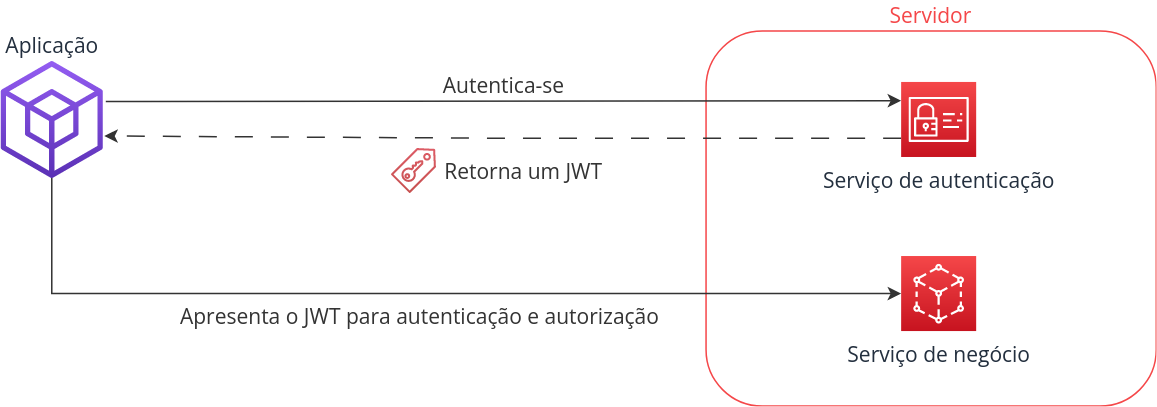 Servidor
Aplicação
Autentica-se
Retorna um JWT
Serviço de autenticação
Apresenta o JWT para autenticação e autorização
Serviço de negócio